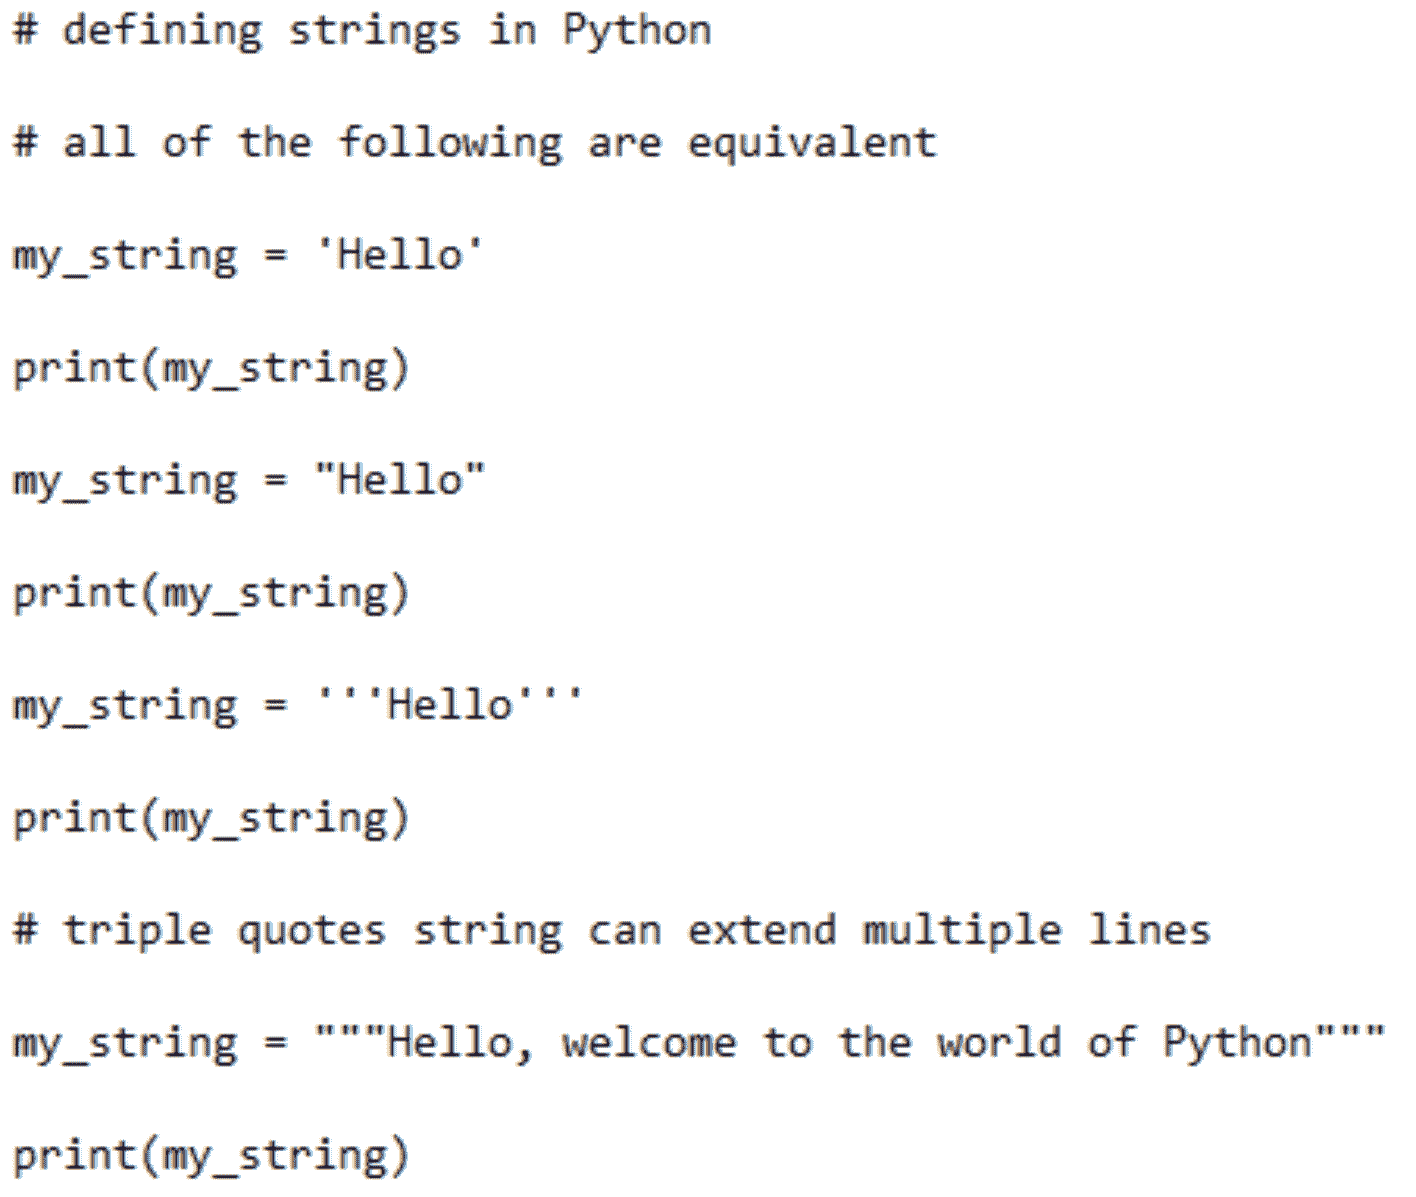 # defining strings in Python
# all of the following are equivalent
my_string = 'Hello'
print(my_string)
my_string = "Hello"
print(my_string)
my_string = '''Hello'''
print(my_string)
# triple quotes string can extend multiple lines
my_string = """Hello, welcome to the world of Python"""
print(my_string)